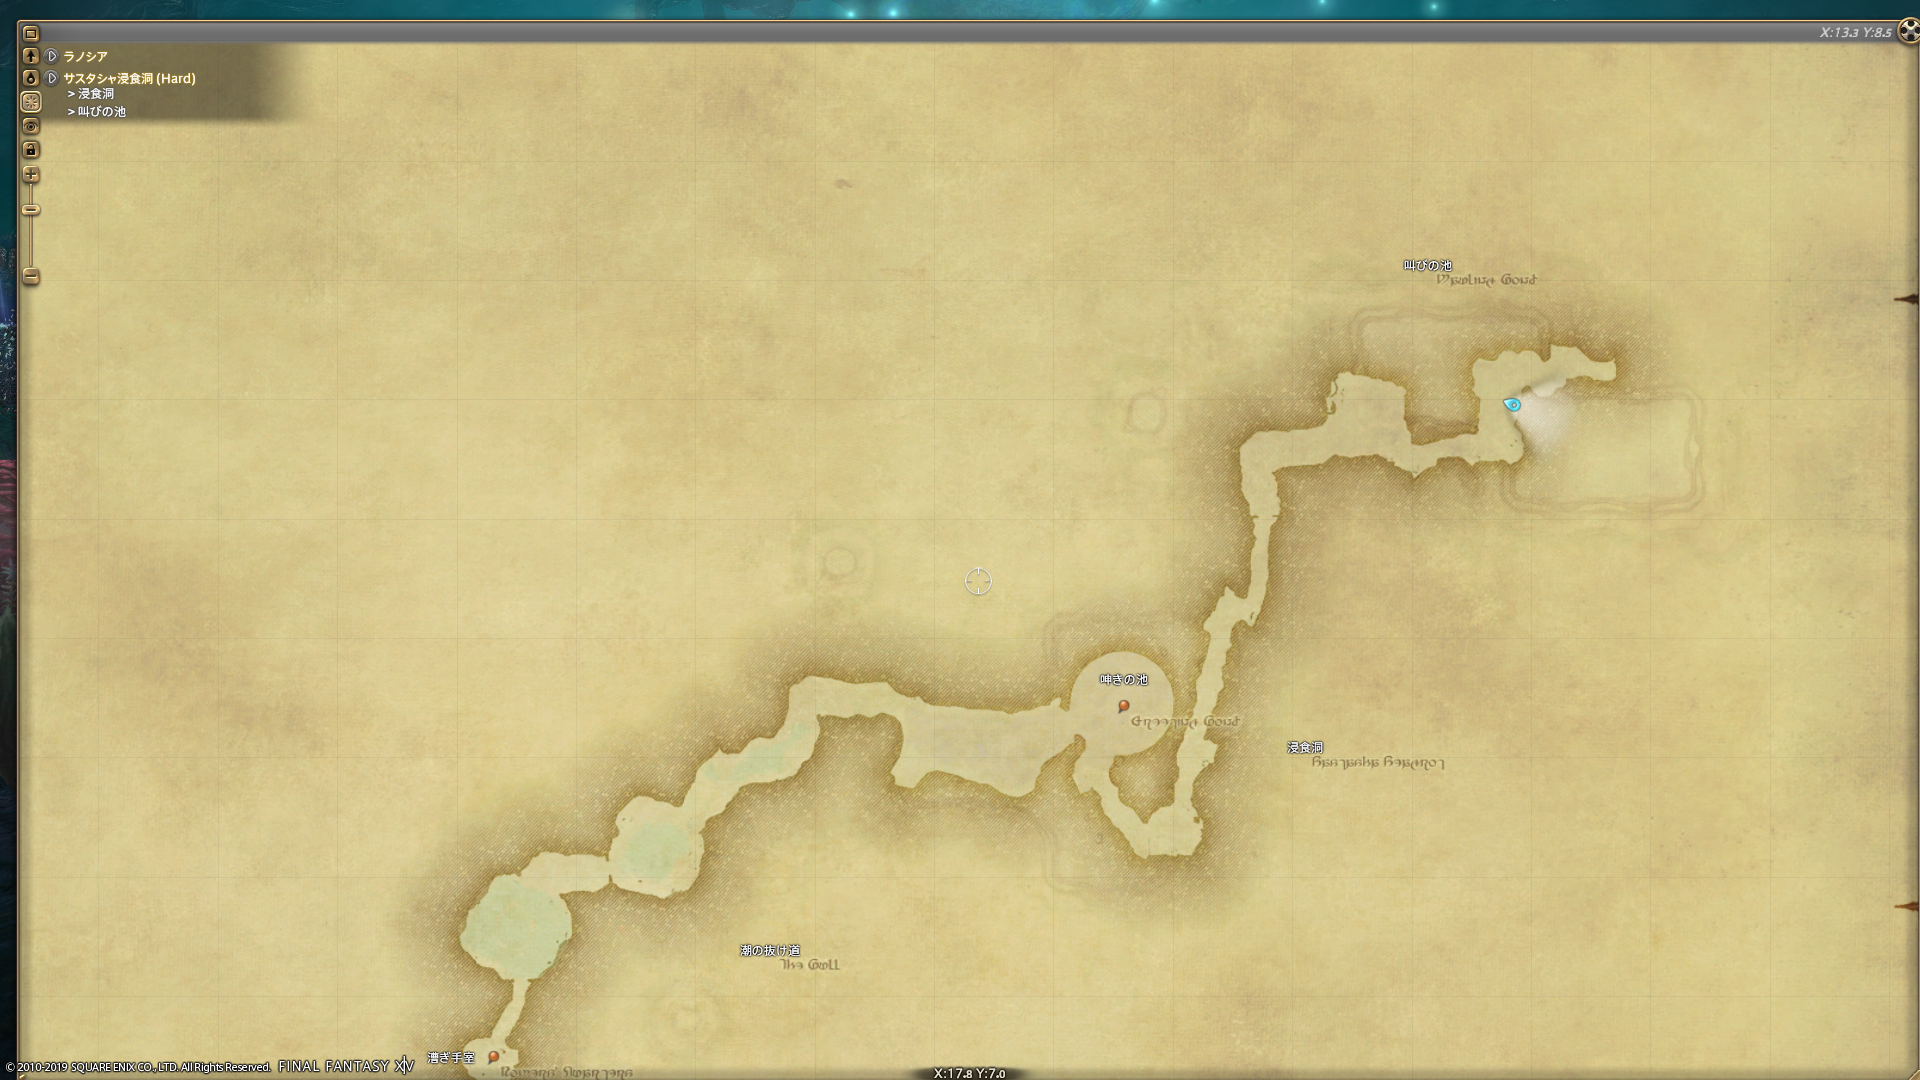 X:13.3 Y:8.5
ラノシア
サスタシャ浸食洞 (Hard)
> 浸食洞
> 叫びの池
叫びの池
呻きの池
浸食洞
潮の抜け道
漕ぎ手室
© 2010-2019 SQUARE ENIX CO., LTD. All Rights Reserved. FINAL FANTASY XIV
X:17.8 Y:7.0